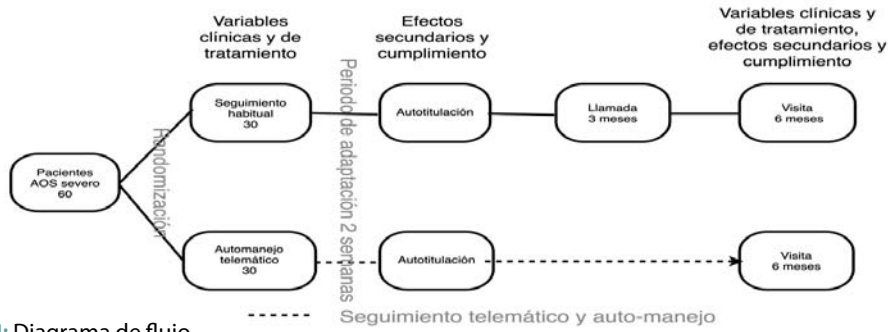 Variables
clínicas y de
tratamiento
Efectos
secundarios y
cumplimiento
Variables clínicas y
de tratamiento,
efectos secundarios y
cumplimiento
Pacientes
AOS severo
60
Randomización
Seguimiento
habitual
30
Periodo de adaptación 2 semanas
Autotitulación
Llamada
3 meses
Visita
6 meses
Automanejo
telemático
30
Autotitulación
Visita
6 meses
Seguimiento telemático y auto-manejo
: Diagrama de flujo